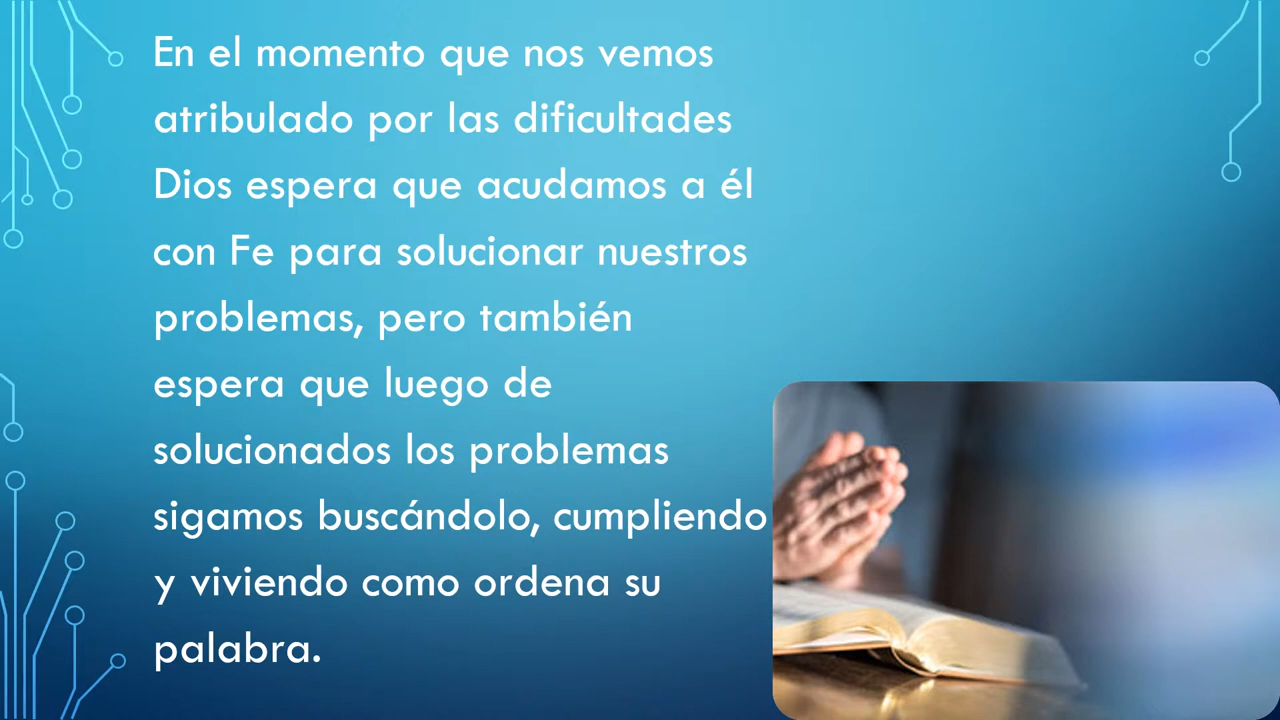 En el momento que nos vemos
atribulado por las dificultades
Dios espera que acudamos a él
con Fe para solucionar nuestros
problemas, pero también
espera que luego de
solucionados los problemas
sigamos buscándolo, cumpliendo
y viviendo como ordena su
palabra.